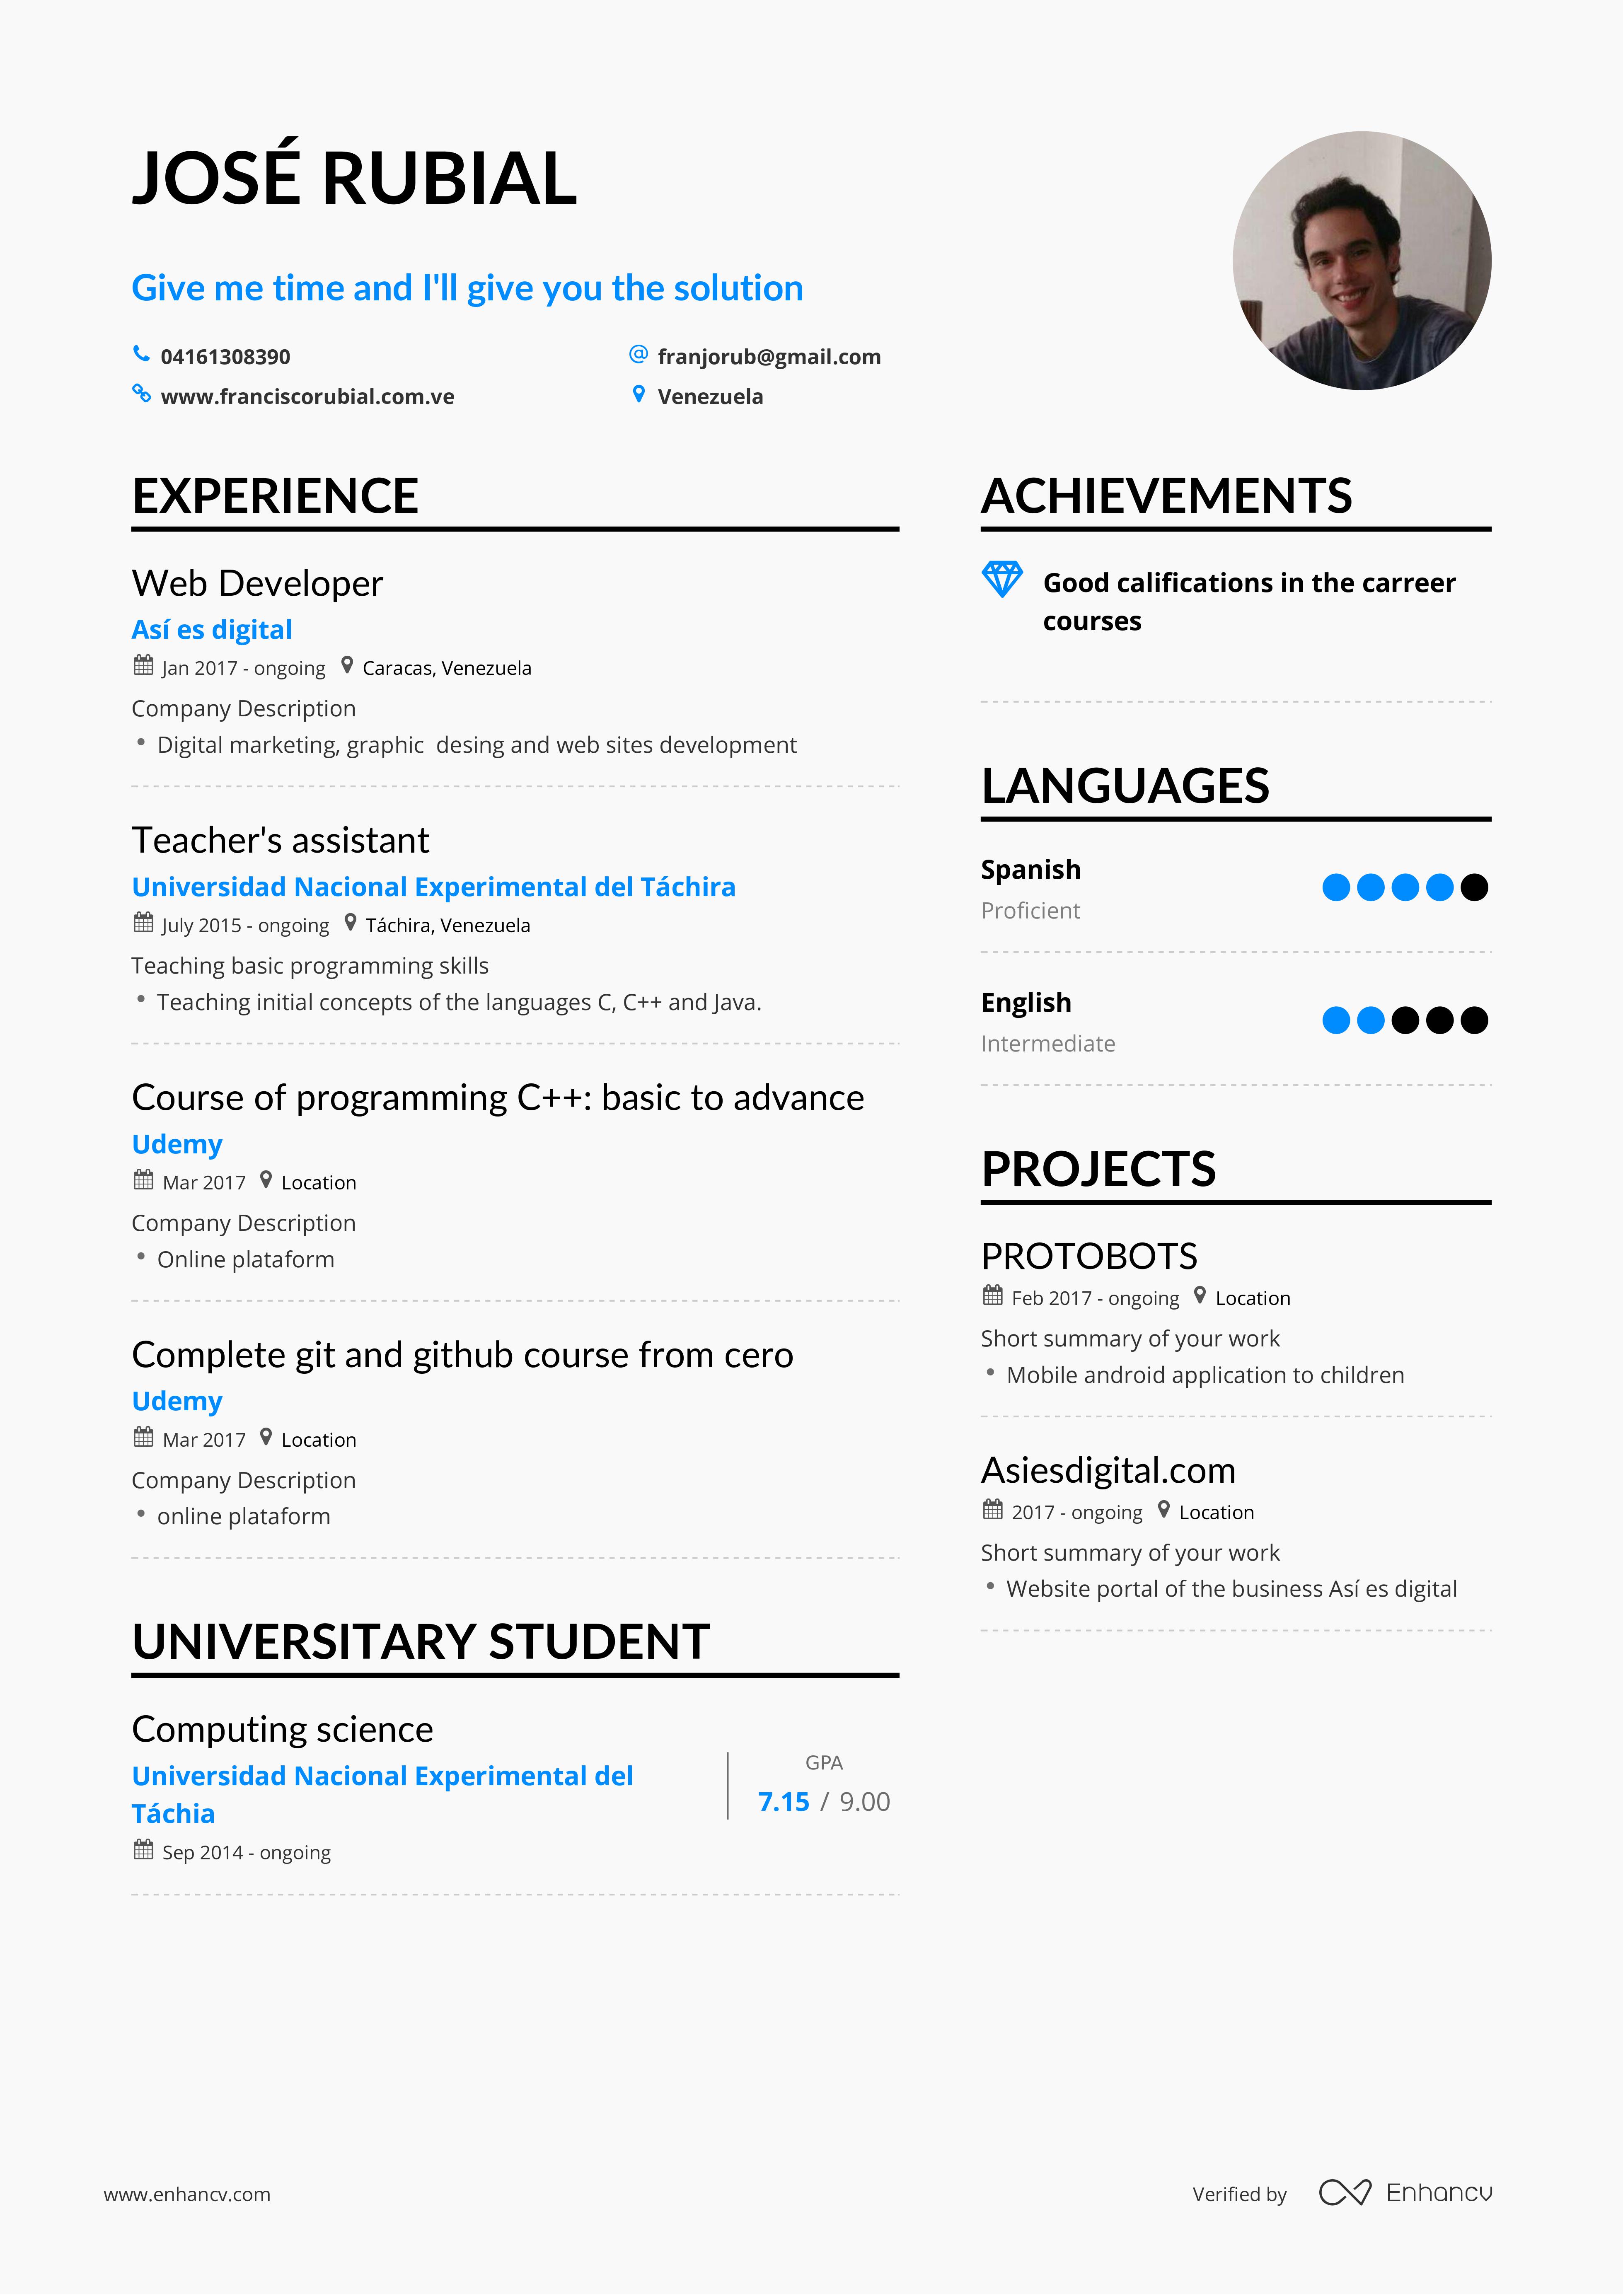 JOSÉ RUBIAL
Give me time and I'll give you the solution
04161308390
@ franjorub@gmail.com
www.franciscorubial.com.ve
Venezuela
EXPERIENCE
Web Developer
Así es digital
Jan 2017 - ongoing Caracas, Venezuela
Company Description
• Digital marketing, graphic  desing and web sites development
Teacher's assistant
Universidad Nacional Experimental del Táchira
July 2015 - ongoing Táchira, Venezuela
Teaching basic programming skills
• Teaching initial concepts of the languages C, C++ and Java.
Course of programming C++: basic to advance
Udemy
Mar 2017 Location
Company Description
• Online plataform
Complete git and github course from cero
Udemy
Mar 2017 Location
Company Description
• online plataform
UNIVERSITARY STUDENT
Computing science
Universidad Nacional Experimental del
Táchia
Sep 2014 - ongoing
GPA
7.15 / 9.00
ACHIEVEMENTS
Good califications in the carreer
courses
LANGUAGES
Spanish
Proficient
English
Intermediate
PROJECTS
PROTOBOTS
Feb 2017 - ongoing Location
Short summary of your work
• Mobile android application to children
Asiesdigital.com
2017 - ongoing Location
Short summary of your work
• Website portal of the business Así es digital
www.enhancv.com
Verified by Enhancv